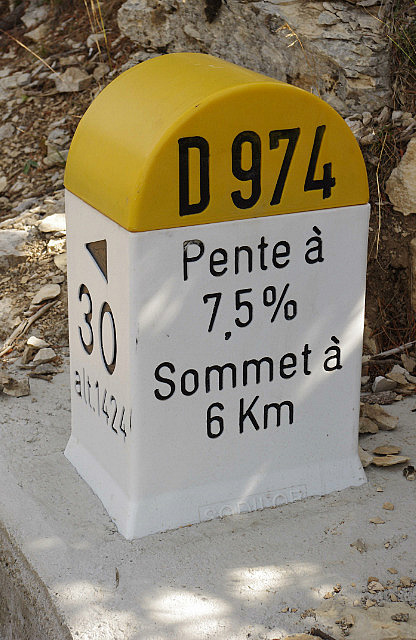 D 974
Pente à
7,5%
Sommet à
6 Km
30
alt.1424